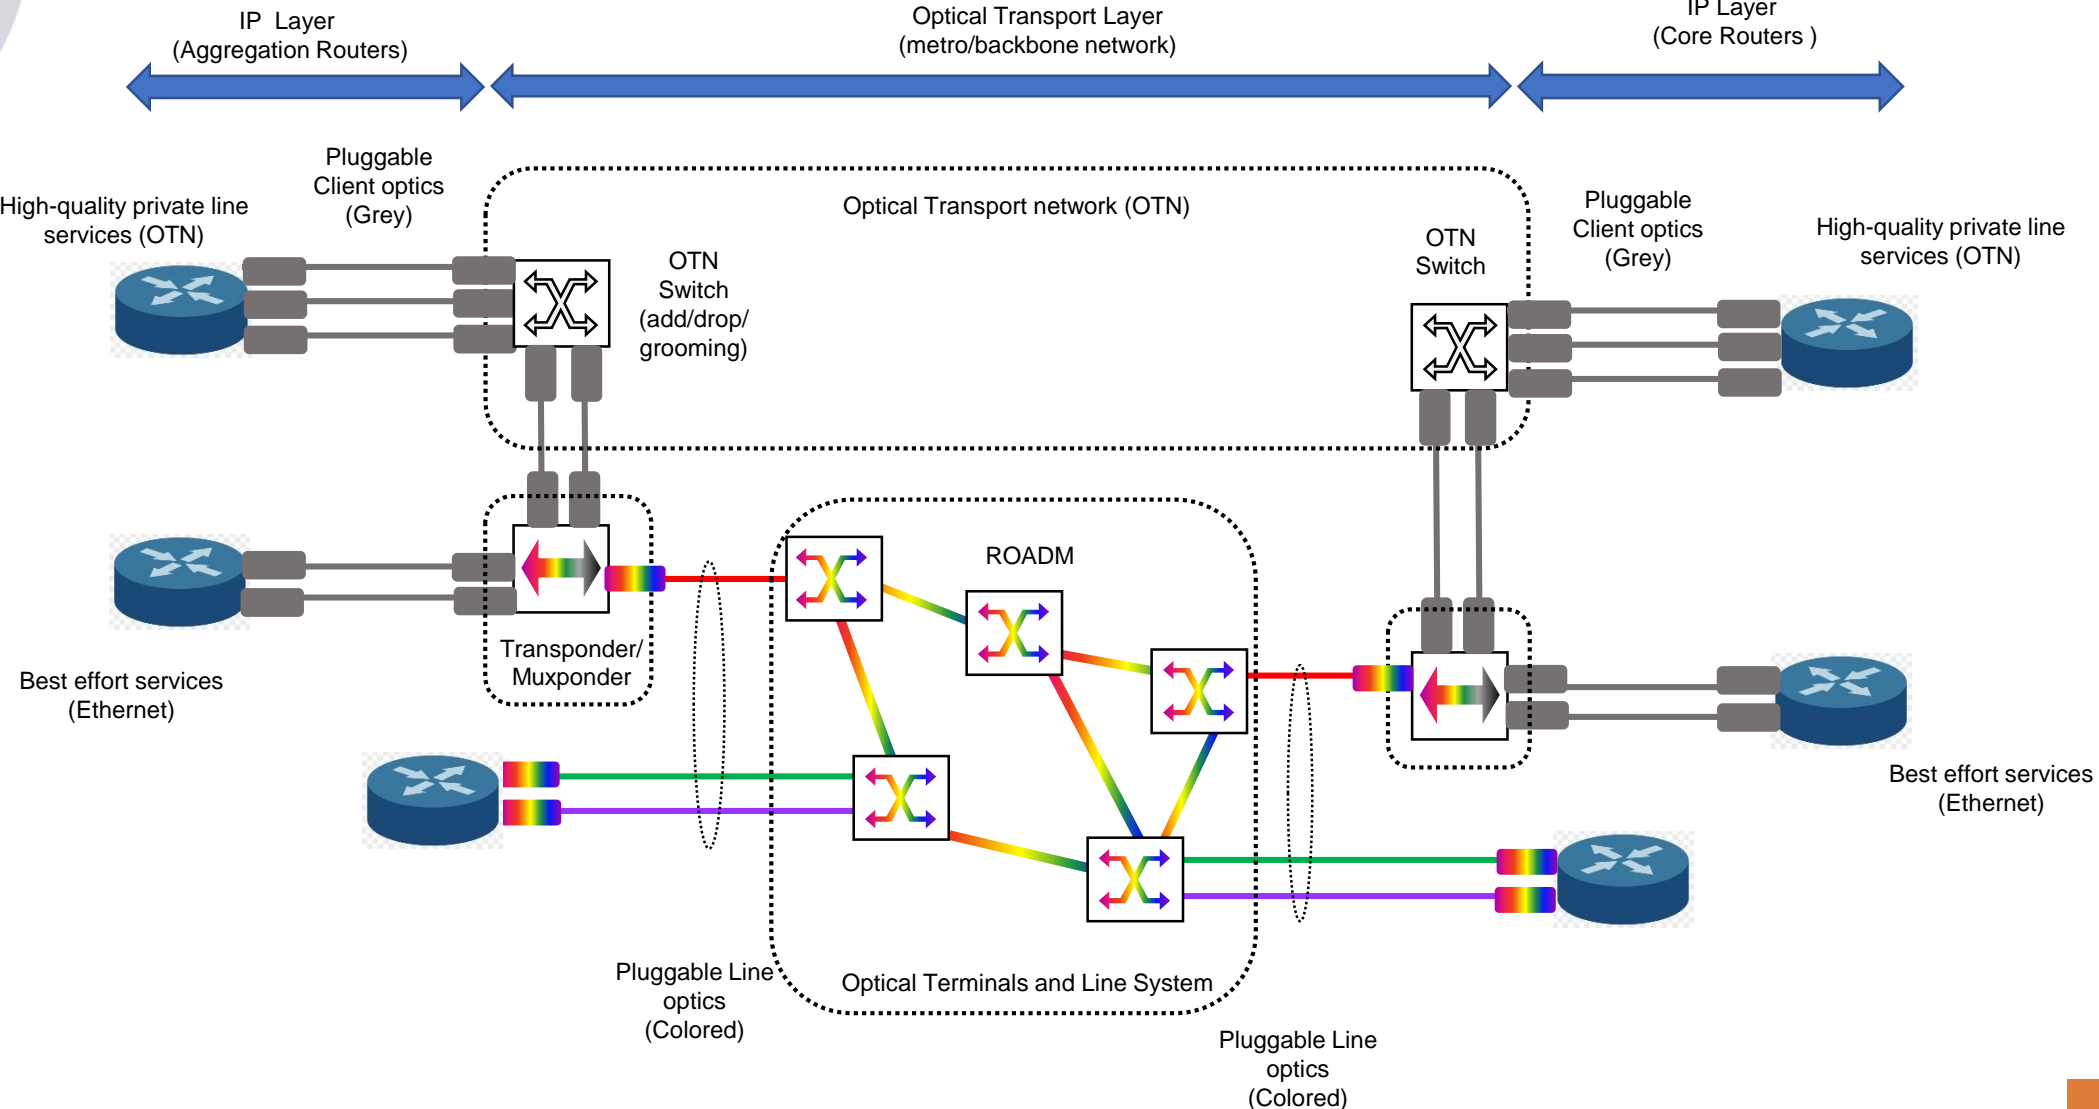 IP  Layer
(Aggregation Routers)
Optical Transport Layer
(metro/backbone network)
IP Layer
(Core Routers )
Pluggable
Client optics
(Grey)
High-quality private line
services (OTN)
Optical Transport network (OTN)
OTN
Switch
(add/drop/
grooming)
OTN
Switch
Pluggable
Client optics
(Grey)
High-quality private line
services (OTN)
ROADM
Transponder/
Muxponder
Best effort services
(Ethernet)
Best effort services
(Ethernet)
Pluggable Line
optics
(Colored)
Optical Terminals and Line System
Pluggable Line
optics
(Colored)